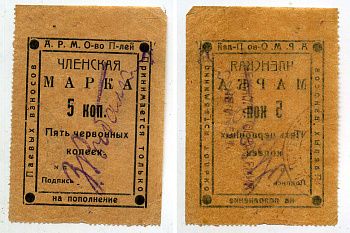 А. Р. М. О-во П-лей
ЧЛЕНСКАЯ
МАРКА
5 КОП
Пять червонных
копеек
М.П.
Подпись
на пополнение
Паевых взносов
Принимается только